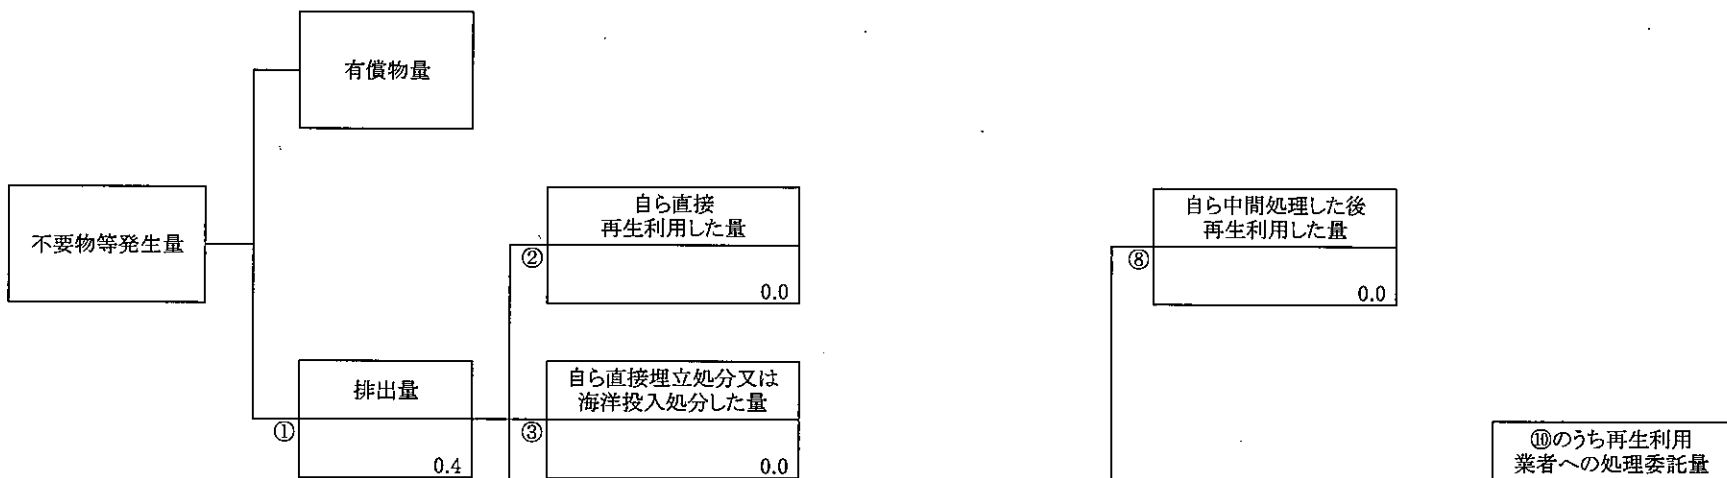 有償物量
不要物等発生量
自ら直接
再生利用した量
②
0.0
自ら中間処理した後
再生利用した量
⑧
0.0
排出量
①
0.4
自ら直接埋立処分又は
海洋投入処分した量
③
0.0
⑩のうち再生利用
業者への処理委託量